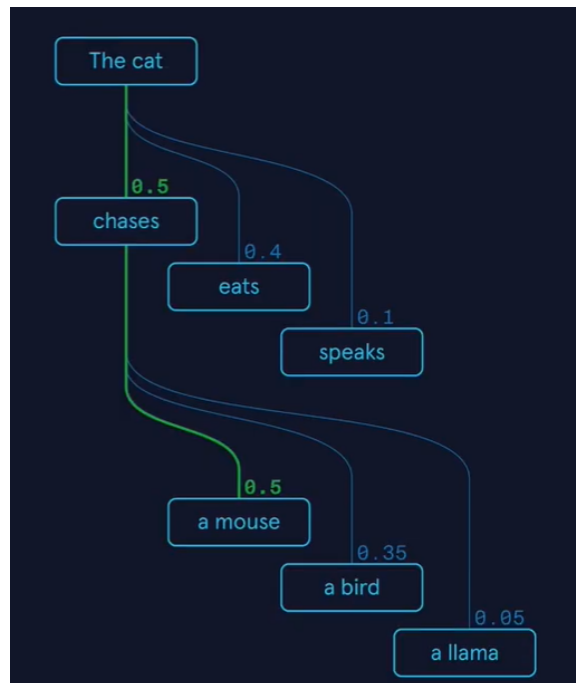 The cat
0.5
chases
0.4
eats
0.1
speaks
0.5
a mouse
0.35
a bird
0.05
a llama